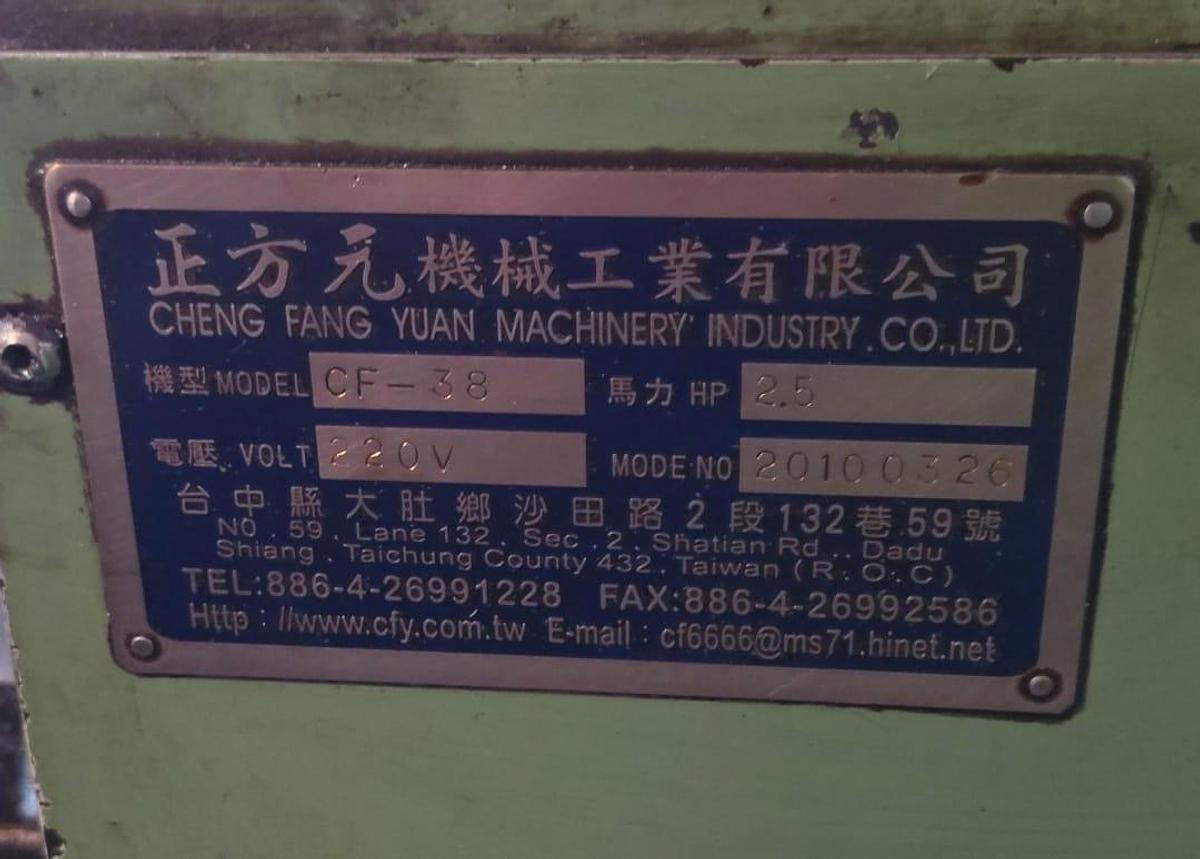 正方元機械工業有限公司
CHENG FANG YUAN MACHINERY INDUSTRY.CO.,LTD.
機型 MODEL CF-38 馬力 HP 2.5
電壓 VOLT 220V MODE NO 20100326
台中縣大肚鄉沙田路2段132巷59號
NO.59.Lane 132.Sec.2.Shatian Rd..Dadu
Shiang.Taichung County 432.Taiwan(R.O.C)
TEL:886-4-26991228 FAX:886-4-26992586
Http://www.cfy.com.tw E-mail:cf6666@ms71.hinet.net